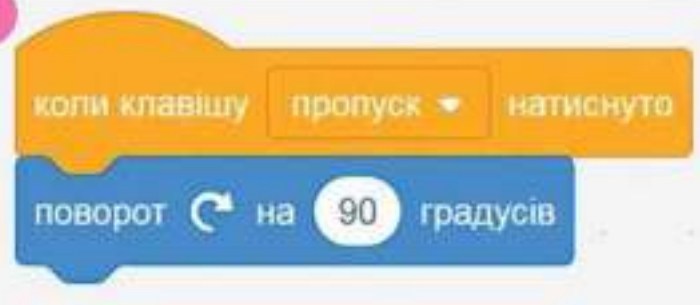 коли клавішу пропуск натиснуто
поворот на 90 градусів